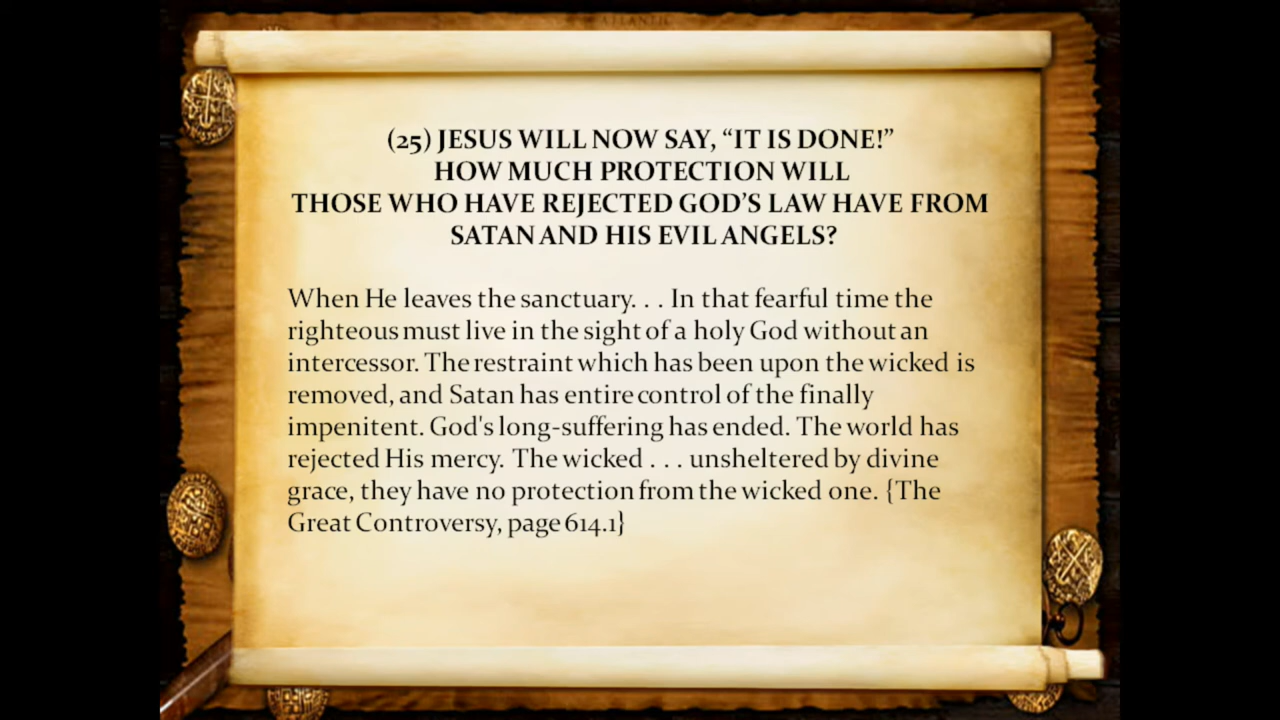 ATLANTIC
(25) JESUS WILL NOW SAY, “IT IS DONE!”
HOW MUCH PROTECTION WILL
THOSE WHO HAVE REJECTED GOD’S LAW HAVE FROM
SATAN AND HIS EVIL ANGELS?
When He leaves the sanctuary. . . In that fearful time the
righteous must live in the sight of a holy God without an
intercessor. The restraint which has been upon the wicked is
removed, and Satan has entire control of the finally
impenitent. God's long-suffering has ended. The world has
rejected His mercy. The wicked . . . unsheltered by divine
grace, they have no protection from the wicked one. {The
Great Controversy, page 614.1}